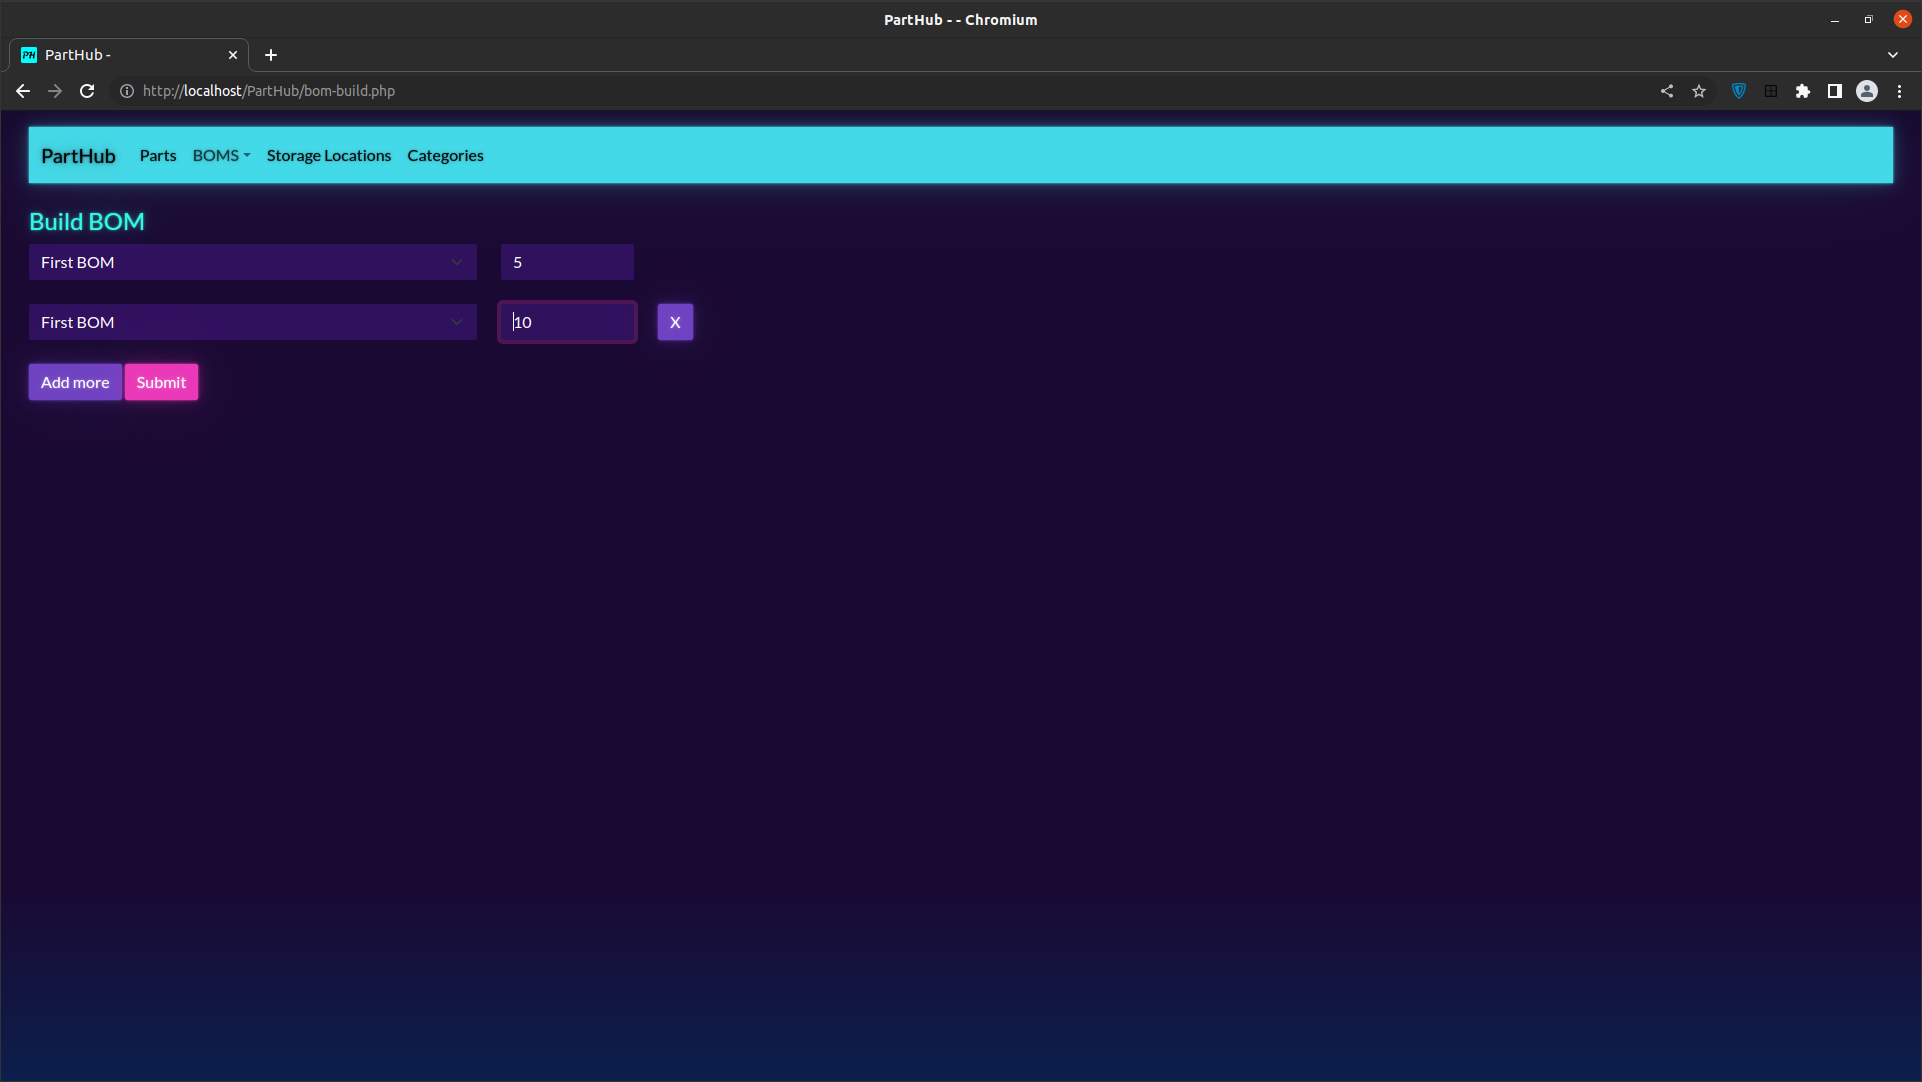 PartHub - - Chromium
PH PartHub -
http://localhost/PartHub/bom-build.php
PartHub Parts BOMS Storage Locations Categories
Build BOM
First BOM 5
First BOM 10 X
Add more Submit